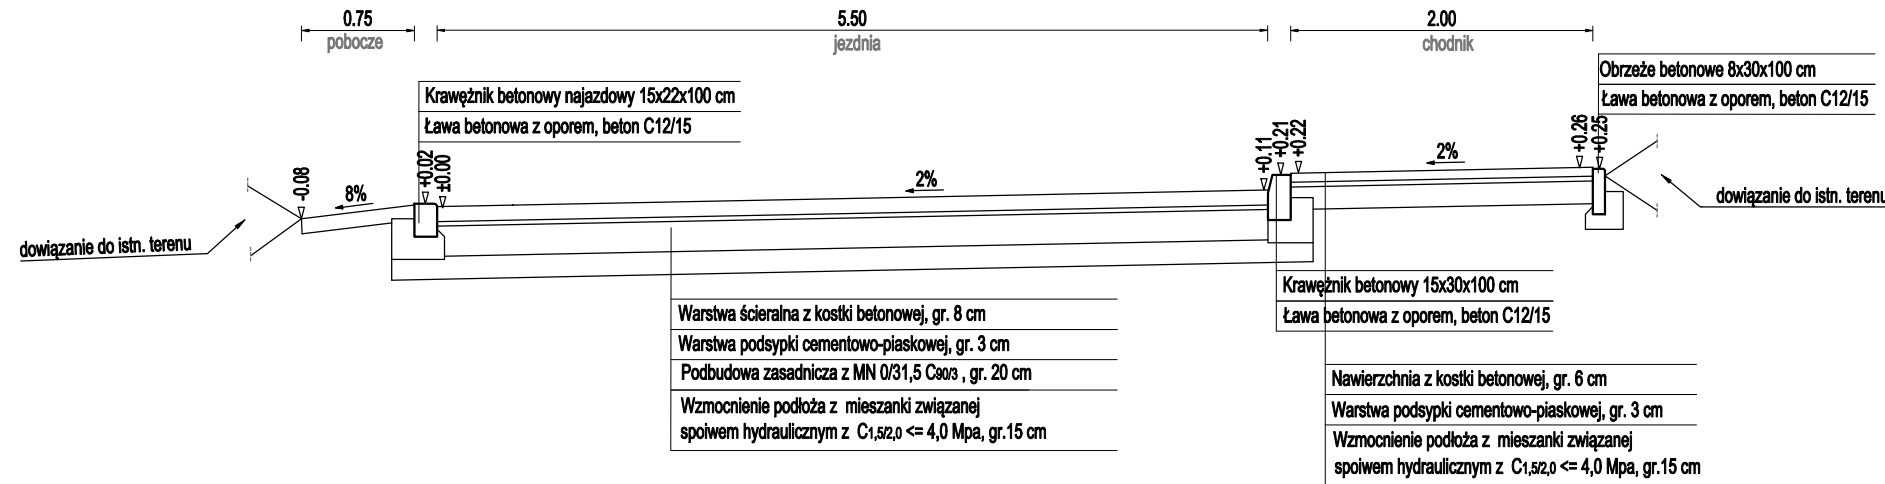 0.75
5.50
2.00
pobocze
jezdnia
chodnik
Obrzeże betonowe 8x30x100 cm
Ława betonowa z oporem, beton C12/15
Krawężnik betonowy najazdowy 15x22x100 cm
Ława betonowa z oporem, beton C12/15
-0.08
8%
+0.02
±0.00
2%
+0.11
+0.21
+0.22
2%
+0.26
+0.25
dowiązanie do istn. terenu
dowiązanie do istn. terenu
Krawężnik betonowy 15x30x100 cm
Ława betonowa z oporem, beton C12/15
Warstwa ścieralna z kostki betonowej, gr. 8 cm
Warstwa podsypki cementowo-piaskowej, gr. 3 cm
Podbudowa zasadnicza z MN 0/31,5 C90/3 , gr. 20 cm
Wzmocnienie podłoża z mieszanki związanej
spoiwem hydraulicznym z C1,5/2,0 <= 4,0 Mpa, gr.15 cm
Nawierzchnia z kostki betonowej, gr. 6 cm
Warstwa podsypki cementowo-piaskowej, gr. 3 cm
Wzmocnienie podłoża z mieszanki związanej
spoiwem hydraulicznym z C1,5/2,0 <= 4,0 Mpa, gr.15 cm